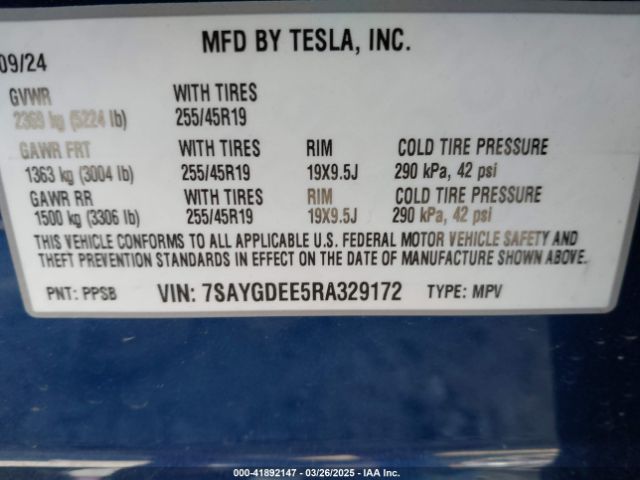 MFD BY TESLA, INC.
09/24
GVWR WITH TIRES
2369 kg (5224 lb) 255/45R19
GAWR FRT WITH TIRES RIM COLD TIRE PRESSURE
1363 kg (3004 lb) 255/45R19 19X9.5J 290 kPa, 42 psi
GAWR RR WITH TIRES RIM COLD TIRE PRESSURE
1500 kg (3306 lb) 255/45R19 19X9.5J 290 kPa, 42 psi
THIS VEHICLE CONFORMS TO ALL APPLICABLE U.S. FEDERAL MOTOR VEHICLE SAFETY AND
THEFT PREVENTION STANDARDS IN EFFECT ON THE DATE OF MANUFACTURE SHOWN ABOVE.
PNT: PPSB VIN: 7SAYGDEE5RA329172 TYPE: MPV
000-41892147 - 03/26/2025 - IAA Inc.